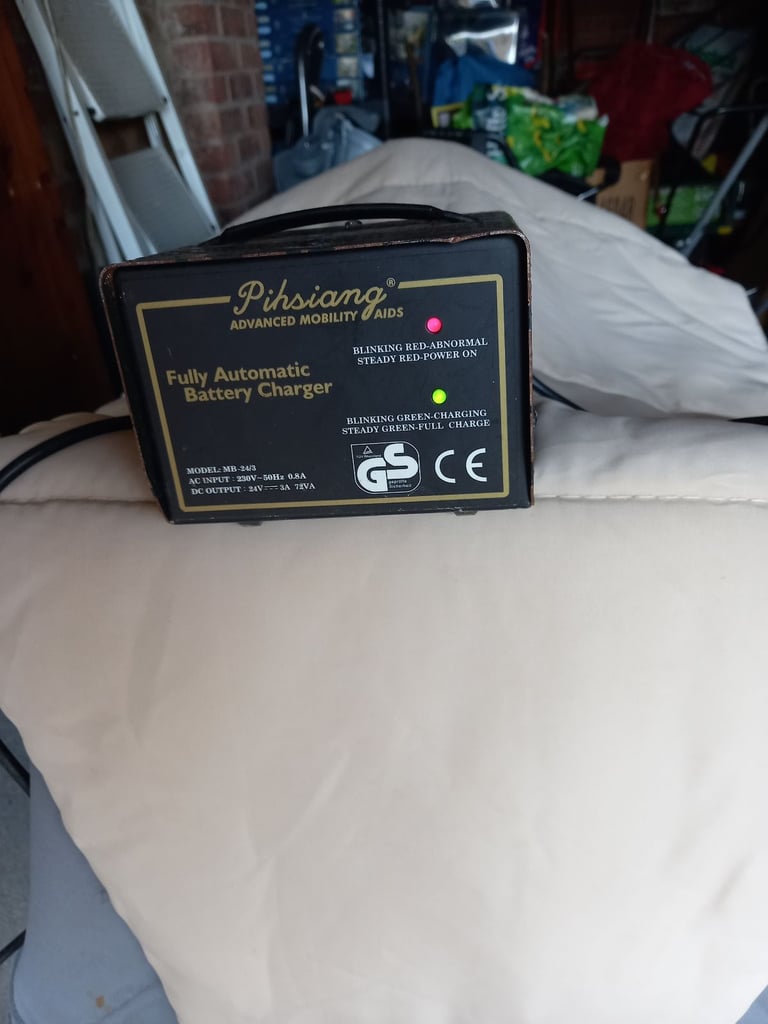 Pihsiang®
ADVANCED MOBILITY AIDS
BLINKING RED-ABNORMAL
STEADY RED-POWER ON
Fully Automatic
Battery Charger
BLINKING GREEN-CHARGING
STEADY GREEN-FULL CHARGE
MODEL: MB-24/3
AC INPUT : 230V~50Hz 0.8A
DC OUTPUT : 24V⎓3A 72VA
GS
geprüfte
Sicherheit
CE